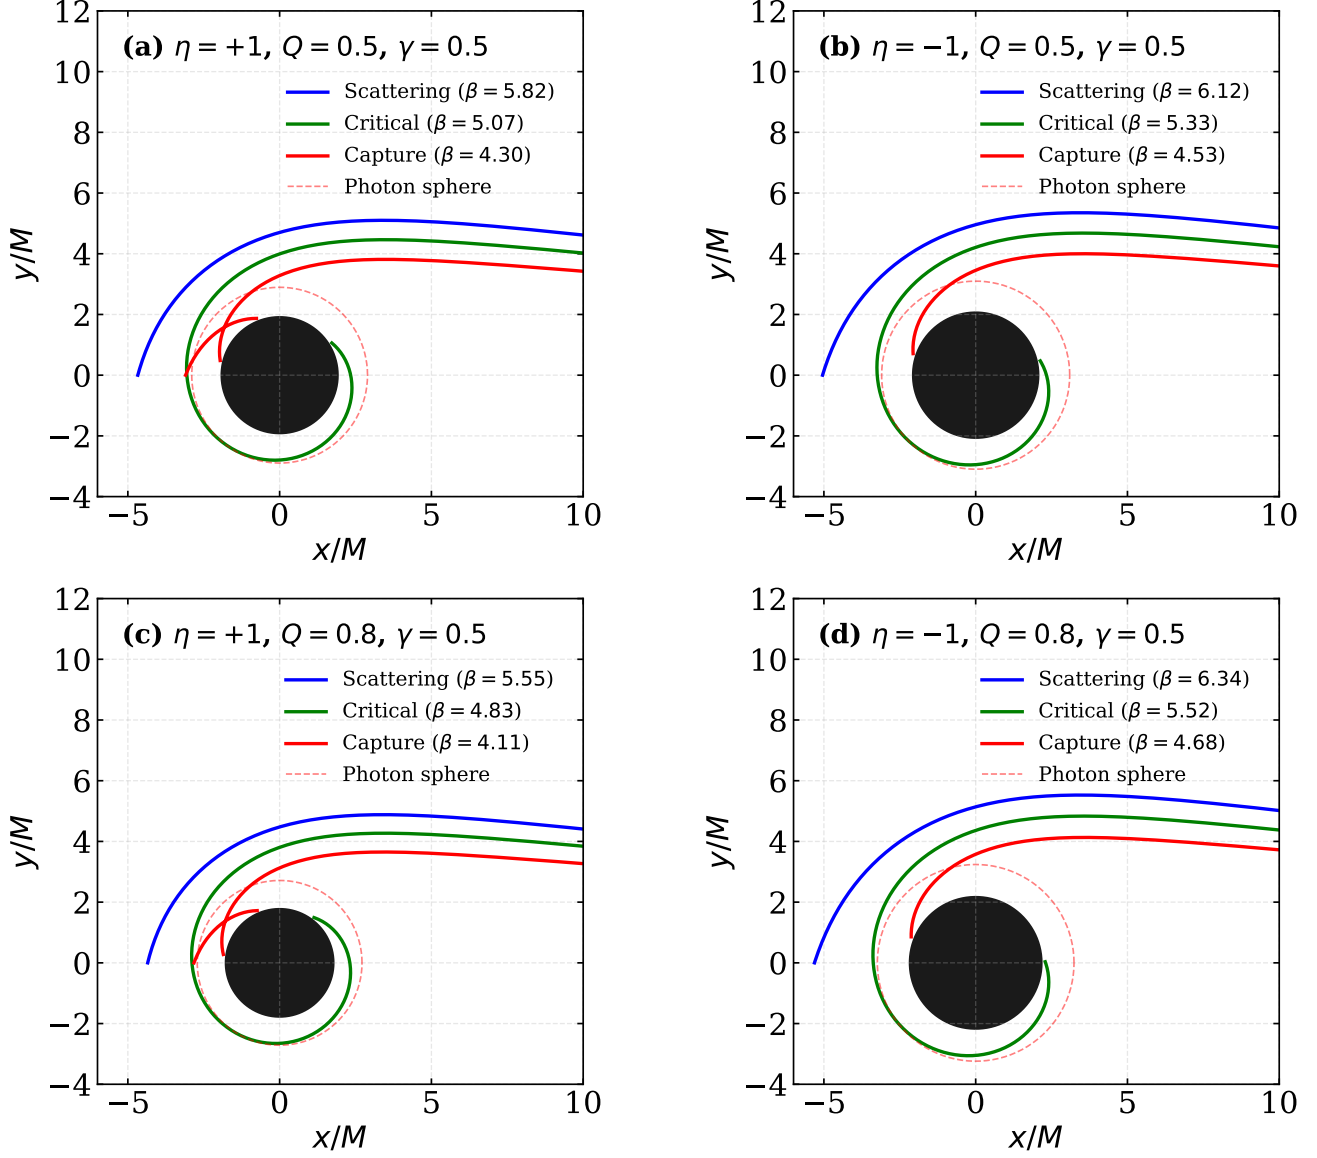 (a) η = +1, Q = 0.5, γ = 0.5
Scattering (β = 5.82)
Critical (β = 5.07)
Capture (β = 4.30)
Photon sphere
12
10
8
6
4
2
0
−2
−4
y/M
−5
0
5
10
x/M
(b) η = −1, Q = 0.5, γ = 0.5
Scattering (β = 6.12)
Critical (β = 5.33)
Capture (β = 4.53)
Photon sphere
12
10
8
6
4
2
0
−2
−4
y/M
−5
0
5
10
x/M
(c) η = +1, Q = 0.8, γ = 0.5
Scattering (β = 5.55)
Critical (β = 4.83)
Capture (β = 4.11)
Photon sphere
12
10
8
6
4
2
0
−2
−4
y/M
−5
0
5
10
x/M
(d) η = −1, Q = 0.8, γ = 0.5
Scattering (β = 6.34)
Critical (β = 5.52)
Capture (β = 4.68)
Photon sphere
12
10
8
6
4
2
0
−2
−4
y/M
−5
0
5
10
x/M